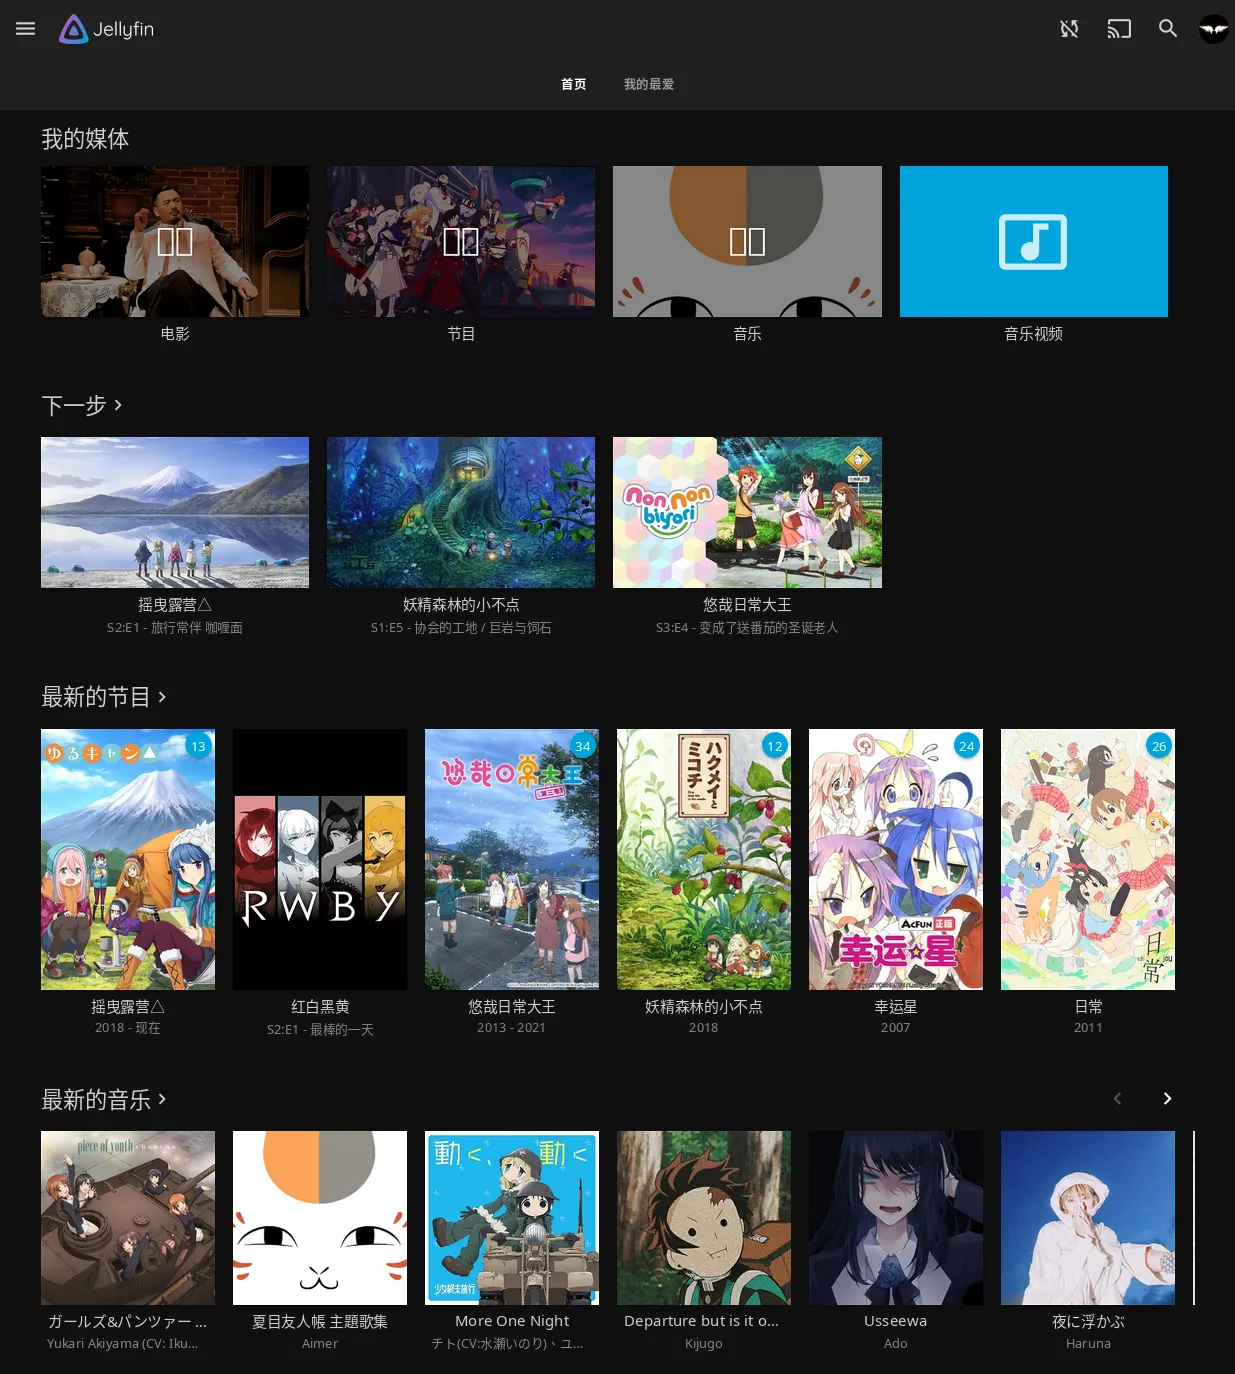 Jellyfin
首页
我的最爱
我的媒体
电影
节目
音乐
音乐视频
下一步
Non Non
biyori
摇曳露营△
S2:E1 - 旅行常伴 咖喱面
妖精森林的小不点
S1:E5 - 协会的工地 / 巨岩与饲石
悠哉日常大王
S3:E4 - 变成了送番茄的圣诞老人
最新的节目
ゆるキャン△
13
RWBY
34
悠哉日常大王
第三季
12
ハクメイと
ミコチ
24
ACFUN 正版
幸运星
26
日常
摇曳露营△
2018 - 现在
红白黑黄
S2:E1 - 最棒的一天
悠哉日常大王
2013 - 2021
妖精森林的小不点
2018
幸运星
2007
日常
2011
最新的音乐
piece of youth
動く、動く
少女終末旅行
ガールズ&パンツァー ...
Yukari Akiyama (CV: Iku...
夏目友人帳 主題歌集
Aimer
More One Night
チト(CV:水瀬いのり)、ユ...
Departure but is it o...
Kijugo
Usseewa
Ado
夜に浮かぶ
Haruna